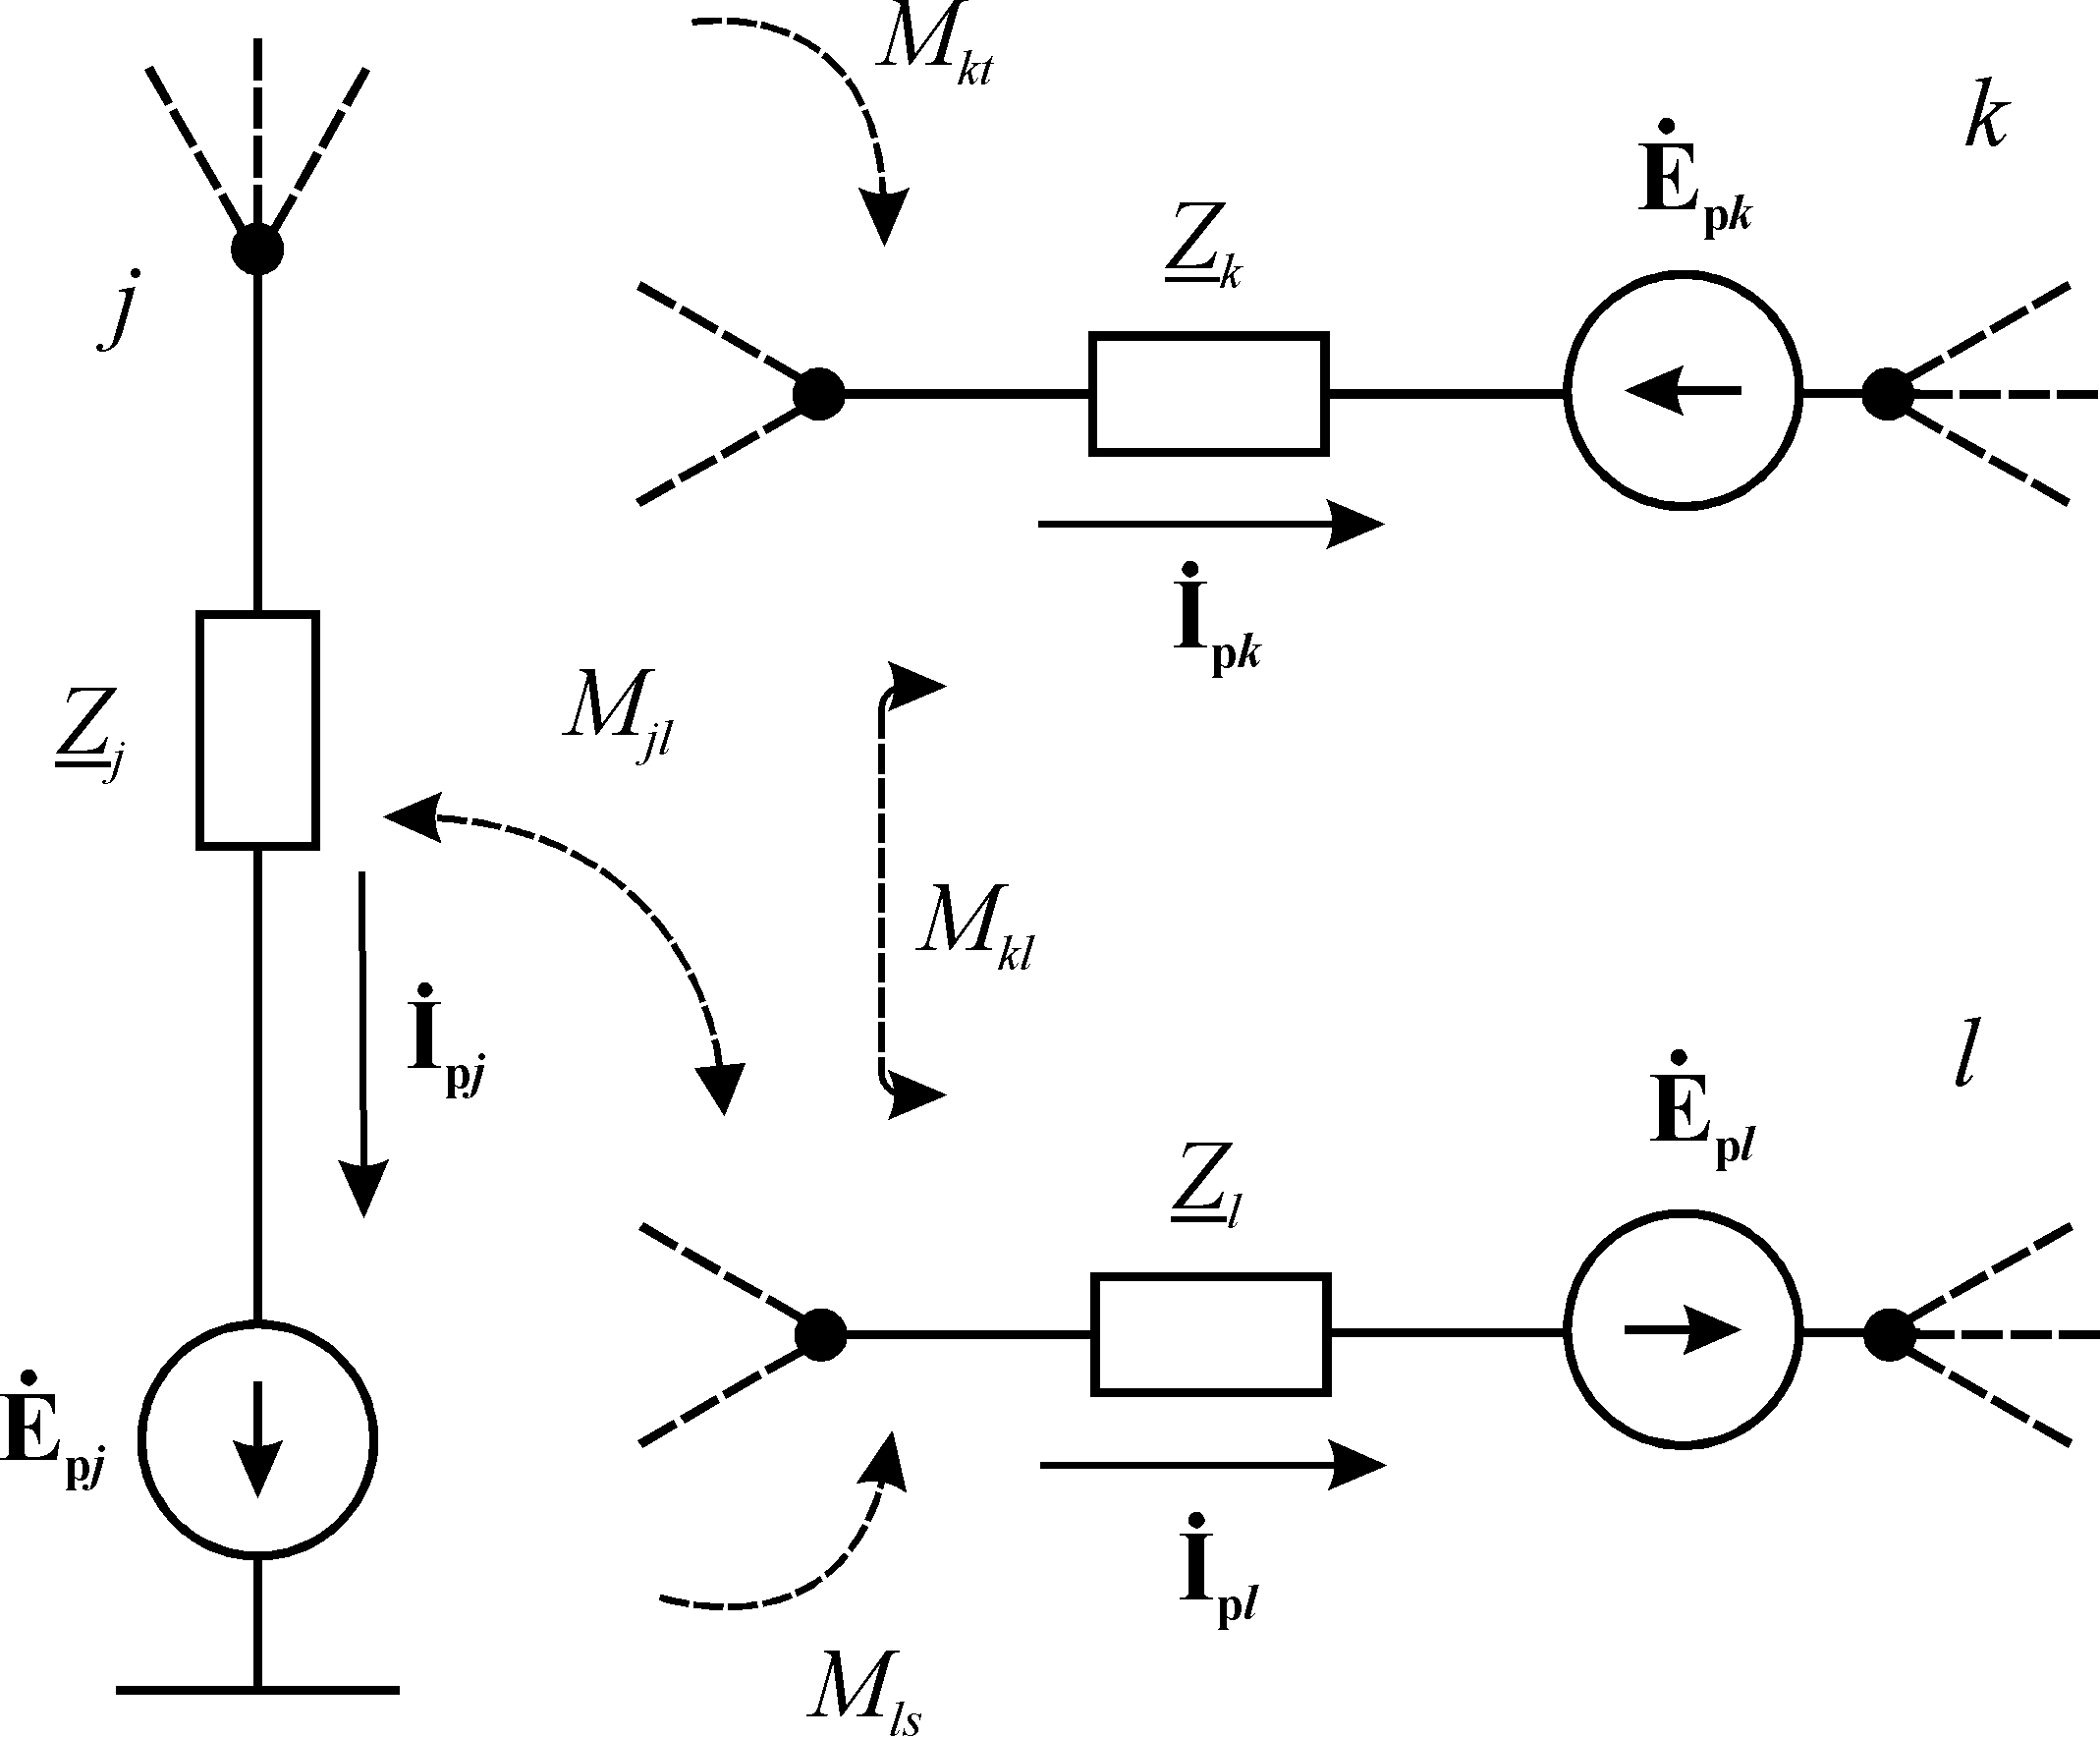 M_kt
k
Ė_pk
Z_k
j
İ_pk
Z_j
M_jl
M_kl
İ_pj
l
Ė_pl
Z_l
Ė_pj
İ_pl
M_ls